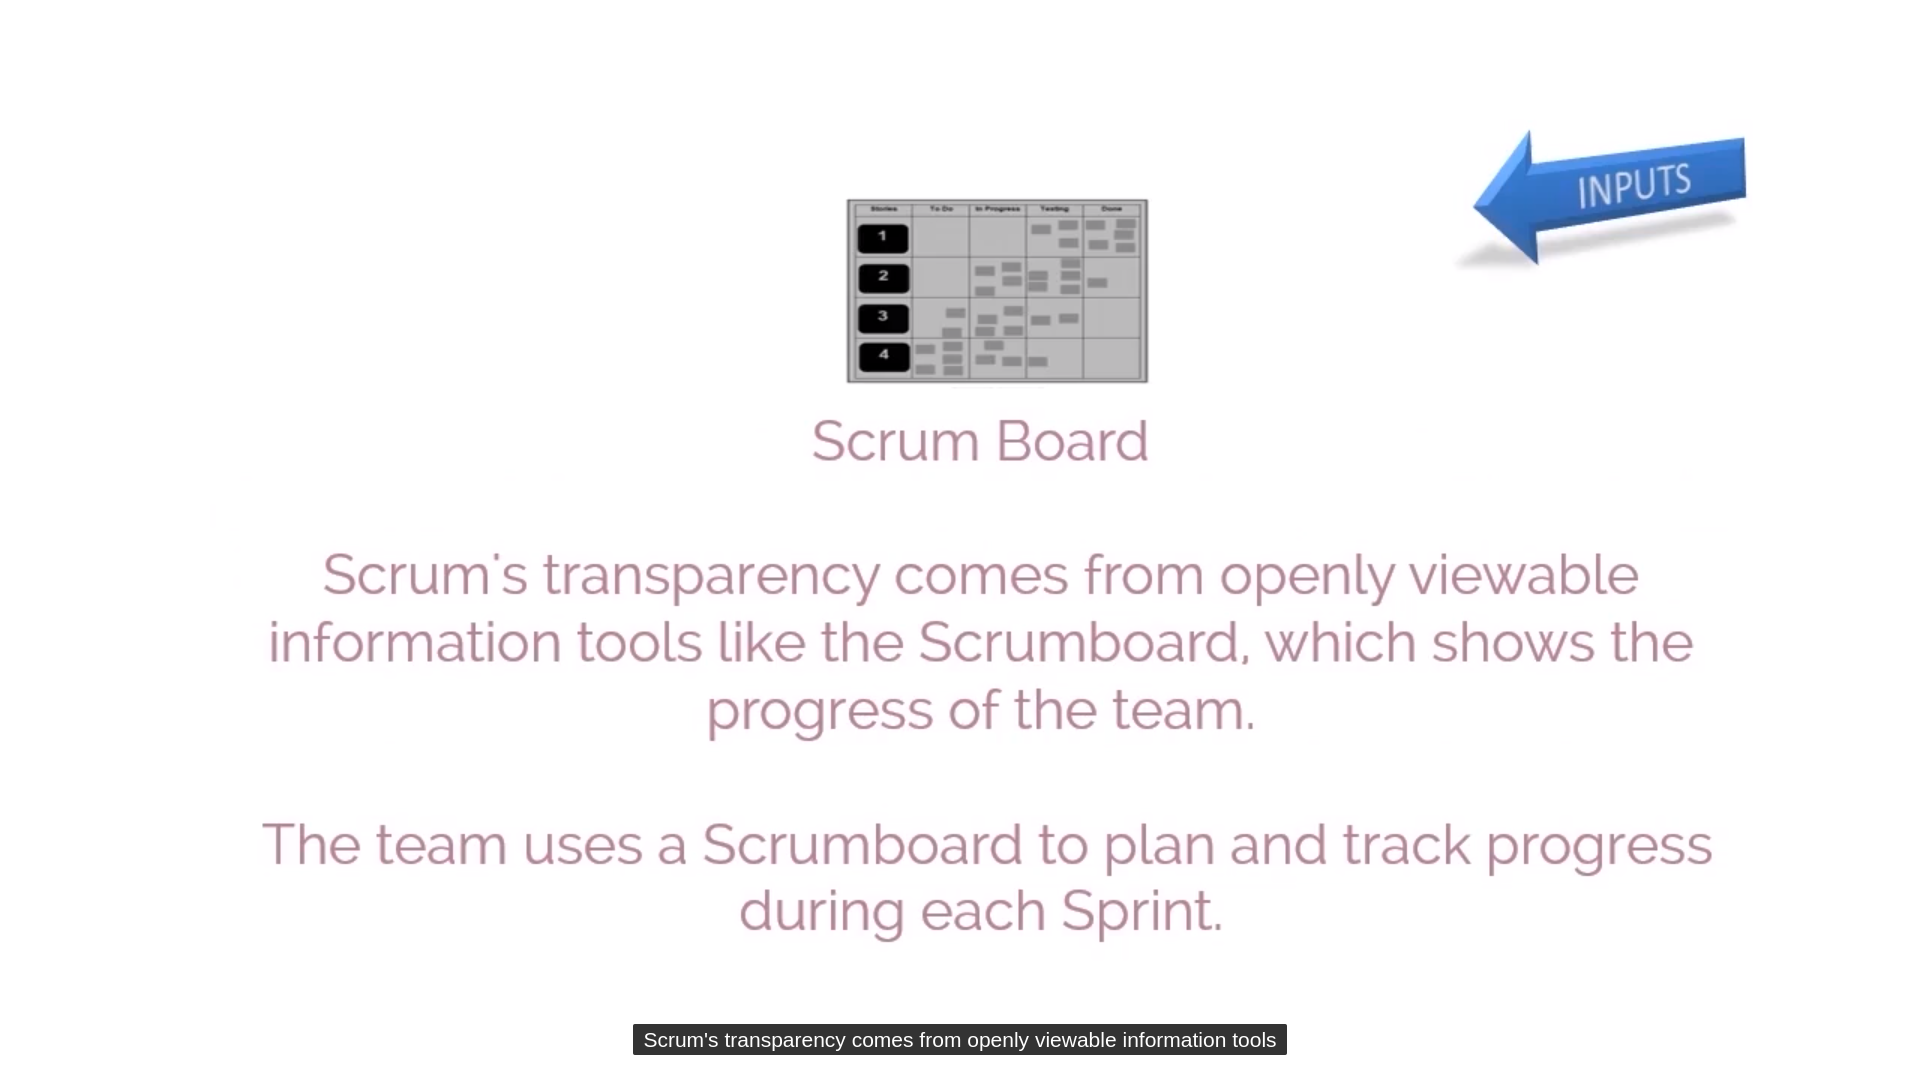 INPUTS
Stories To Do In Progress Testing Done
1
2
3
4
Scrum Board
Scrum's transparency comes from openly viewable
information tools like the Scrumboard, which shows the
progress of the team.
The team uses a Scrumboard to plan and track progress
during each Sprint.
Scrum's transparency comes from openly viewable information tools